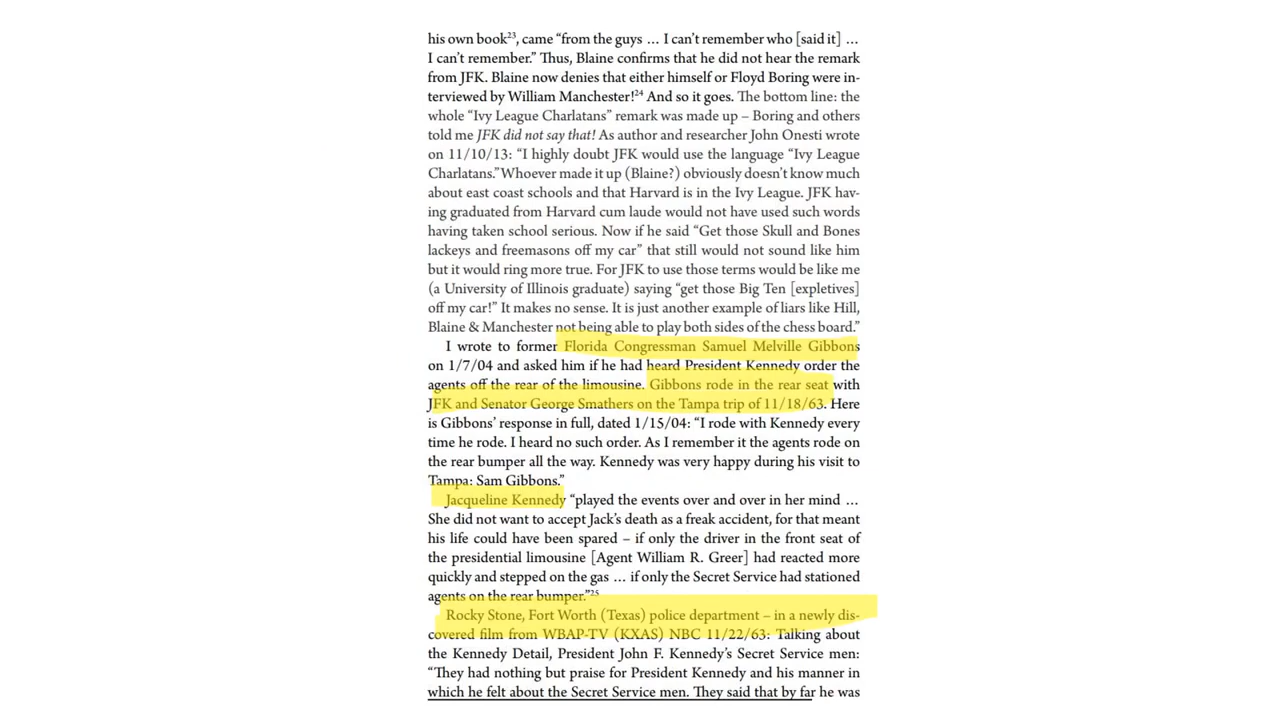 his own book²³, came “from the guys … I can’t remember who [said it] …
I can’t remember.” Thus, Blaine confirms that he did not hear the remark
from JFK. Blaine now denies that either himself or Floyd Boring were in-
terviewed by William Manchester!²⁴ And so it goes. The bottom line: the
whole “Ivy League Charlatans” remark was made up – Boring and others
told me JFK did not say that! As author and researcher John Onesti wrote
on 11/10/13: “I highly doubt JFK would use the language “Ivy League
Charlatans.”Whoever made it up (Blaine?) obviously doesn’t know much
about east coast schools and that Harvard is in the Ivy League. JFK hav-
ing graduated from Harvard cum laude would not have used such words
having taken school serious. Now if he said “Get those Skull and Bones
lackeys and freemasons off my car” that still would not sound like him
but it would ring more true. For JFK to use those terms would be like me
(a University of Illinois graduate) saying “get those Big Ten [expletives]
off my car!” It makes no sense. It is just another example of liars like Hill,
Blaine & Manchester not being able to play both sides of the chess board.”
I wrote to former Florida Congressman Samuel Melville Gibbons
on 1/7/04 and asked him if he had heard President Kennedy order the
agents off the rear of the limousine. Gibbons rode in the rear seat with
JFK and Senator George Smathers on the Tampa trip of 11/18/63. Here
is Gibbons’ response in full, dated 1/15/04: “I rode with Kennedy every
time he rode. I heard no such order. As I remember it the agents rode on
the rear bumper all the way. Kennedy was very happy during his visit to
Tampa: Sam Gibbons.”
Jacqueline Kennedy “played the events over and over in her mind …
She did not want to accept Jack’s death as a freak accident, for that meant
his life could have been spared – if only the driver in the front seat of
the presidential limousine [Agent William R. Greer] had reacted more
quickly and stepped on the gas … if only the Secret Service had stationed
agents on the rear bumper.”²⁵
Rocky Stone, Fort Worth (Texas) police department – in a newly dis-
covered film from WBAP-TV (KXAS) NBC 11/22/63: Talking about
the Kennedy Detail, President John F. Kennedy’s Secret Service men:
“They had nothing but praise for President Kennedy and his manner in
which he felt about the Secret Service men. They said that by far he was